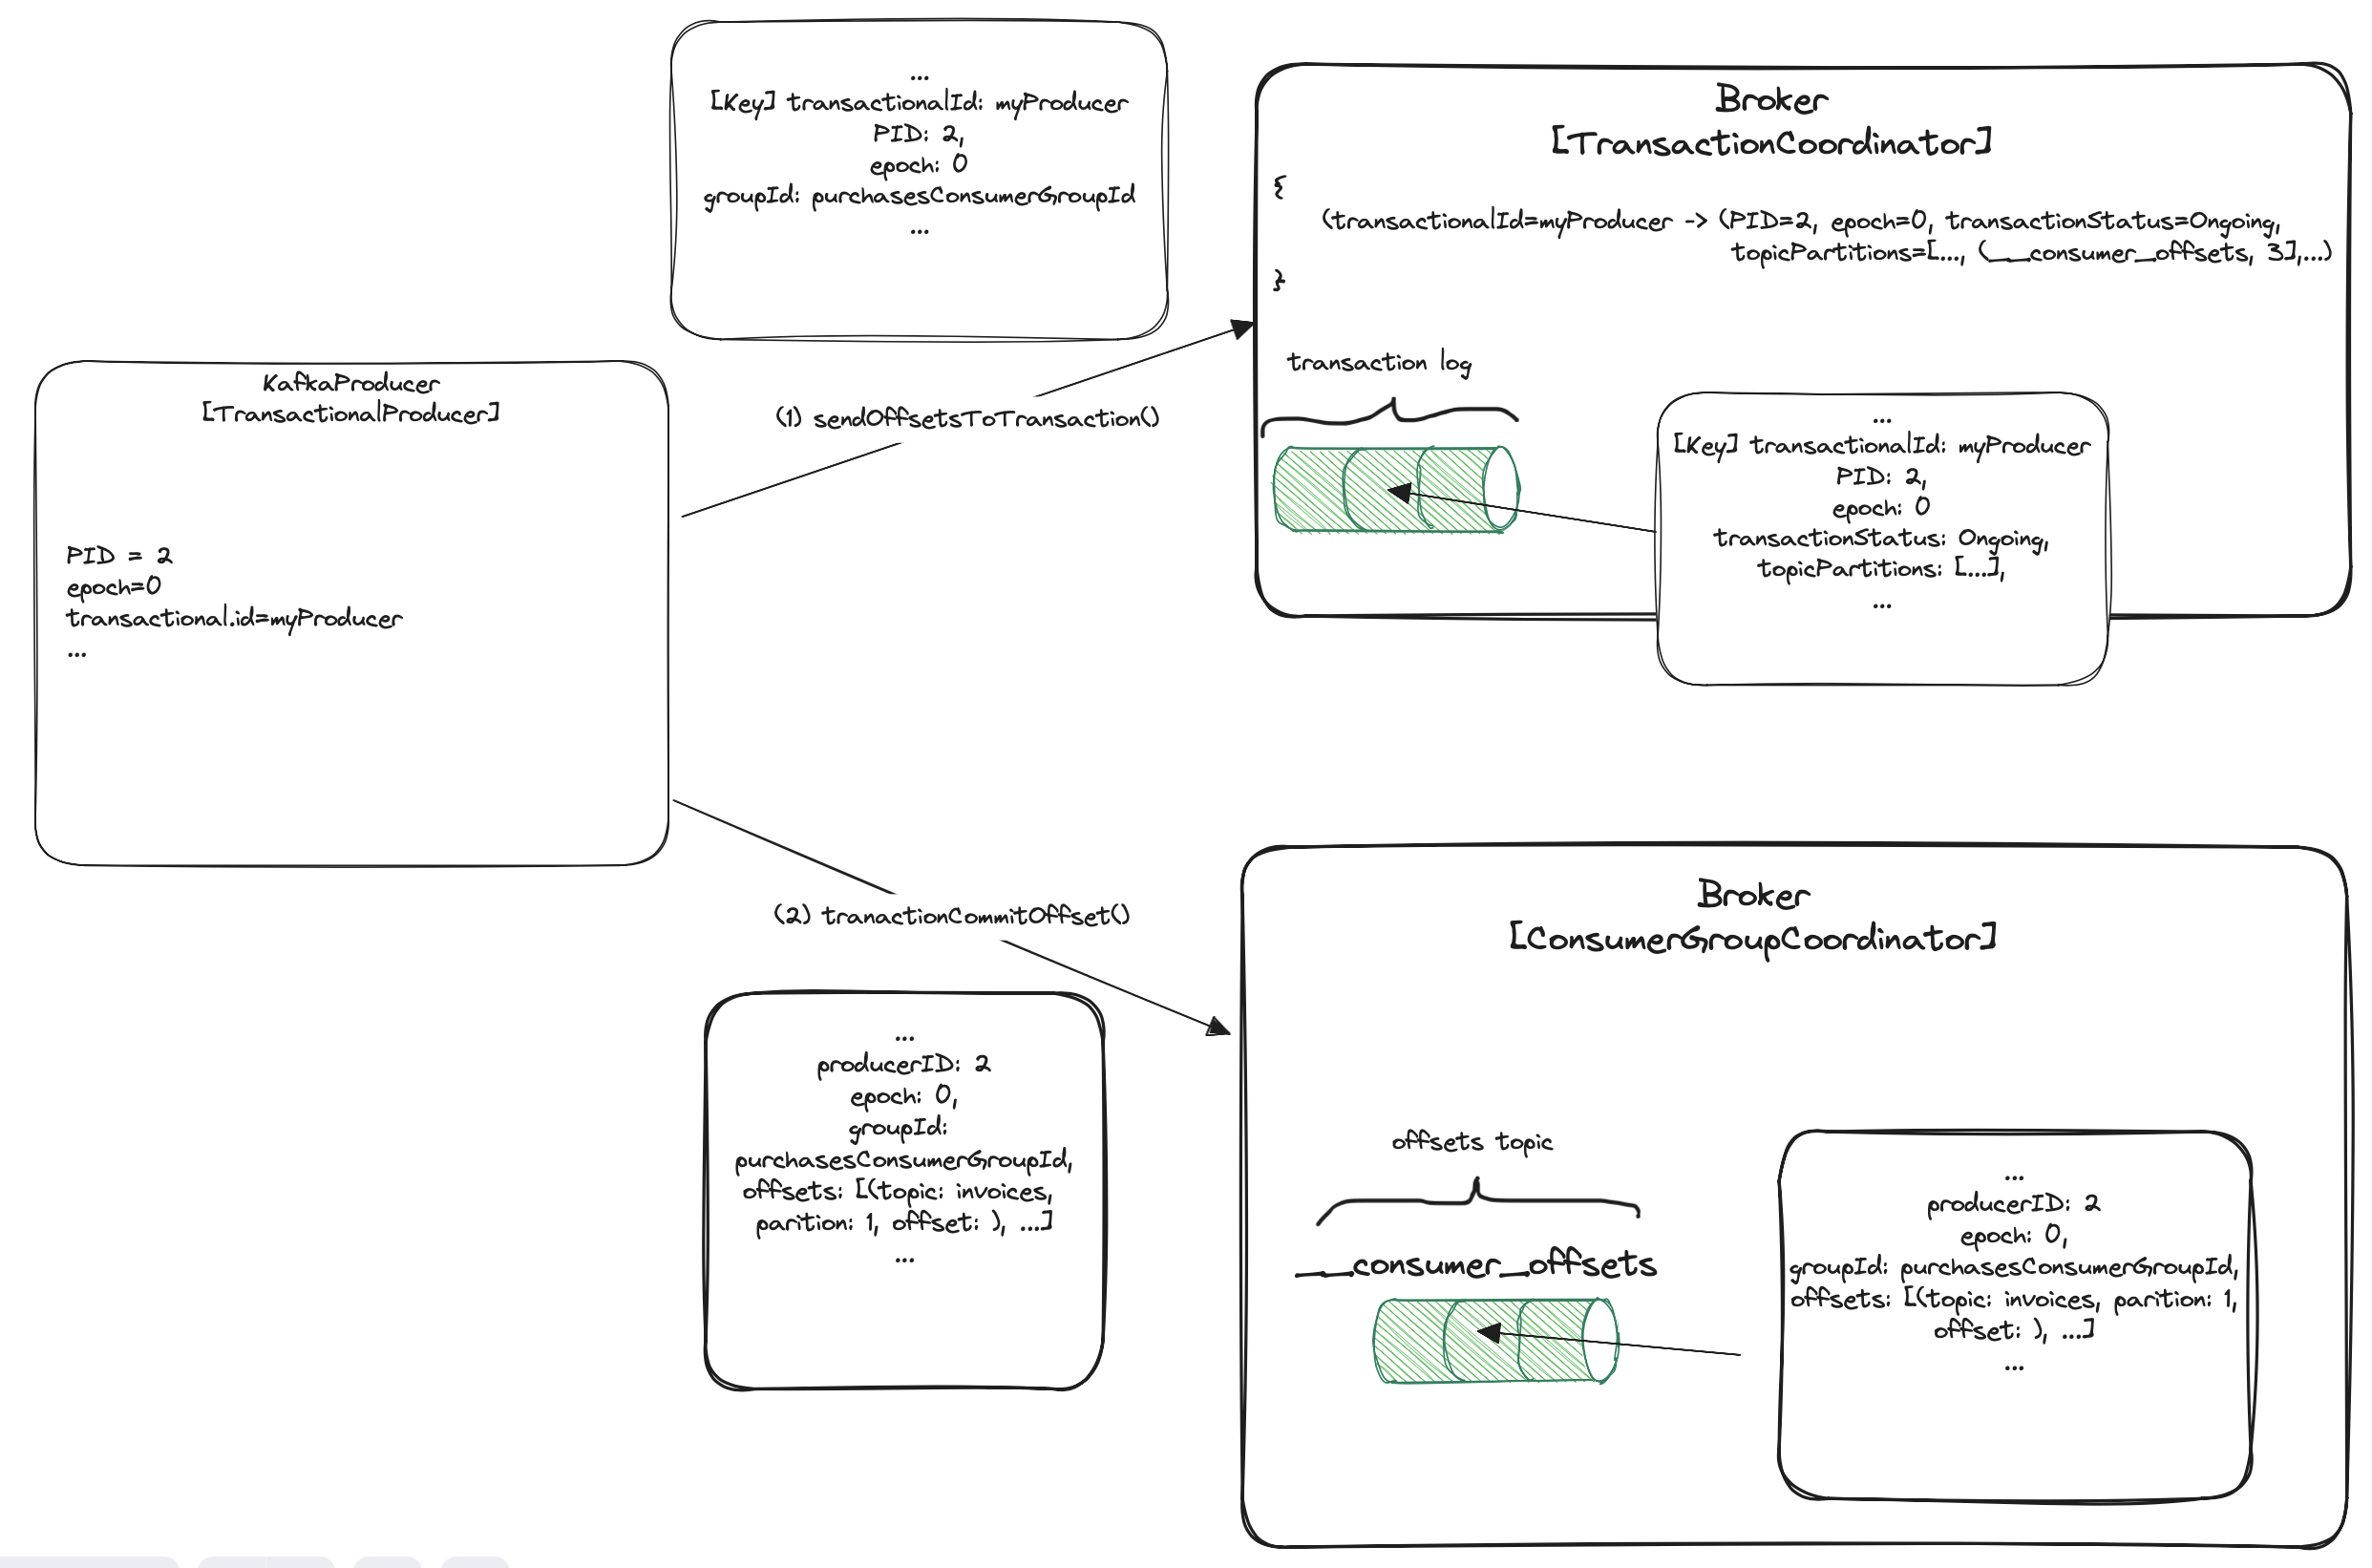 ...
[Key] transactionalId: myProducer
PID: 2,
epoch: 0
groupId: purchasesConsumerGroupId
...
KafkaProducer
[TransactionalProducer]
PID = 2
epoch=0
transactional.id=myProducer
...
(1) sendOffsetsToTransaction()
Broker
[TransactionCoordinator]
{
(transactionalId=myProducer -> (PID=2, epoch=0, transactionStatus=Ongoing,
topicPartitions=[..., (__consumer_offsets, 3],...)
}
transaction log
...
[Key] transactionalId: myProducer
PID: 2,
epoch: 0
transactionStatus: Ongoing,
topicPartitions: [...],
...
(2) tranactionCommitOffset()
...
producerID: 2
epoch: 0,
groupId:
purchasesConsumerGroupId,
offsets: [(topic: invoices,
parition: 1, offset: ), ...]
...
Broker
[ConsumerGroupCoordinator]
offsets topic
__consumer_offsets
...
producerID: 2
epoch: 0,
groupId: purchasesConsumerGroupId,
offsets: [(topic: invoices, parition: 1,
offset: ), ...]
...